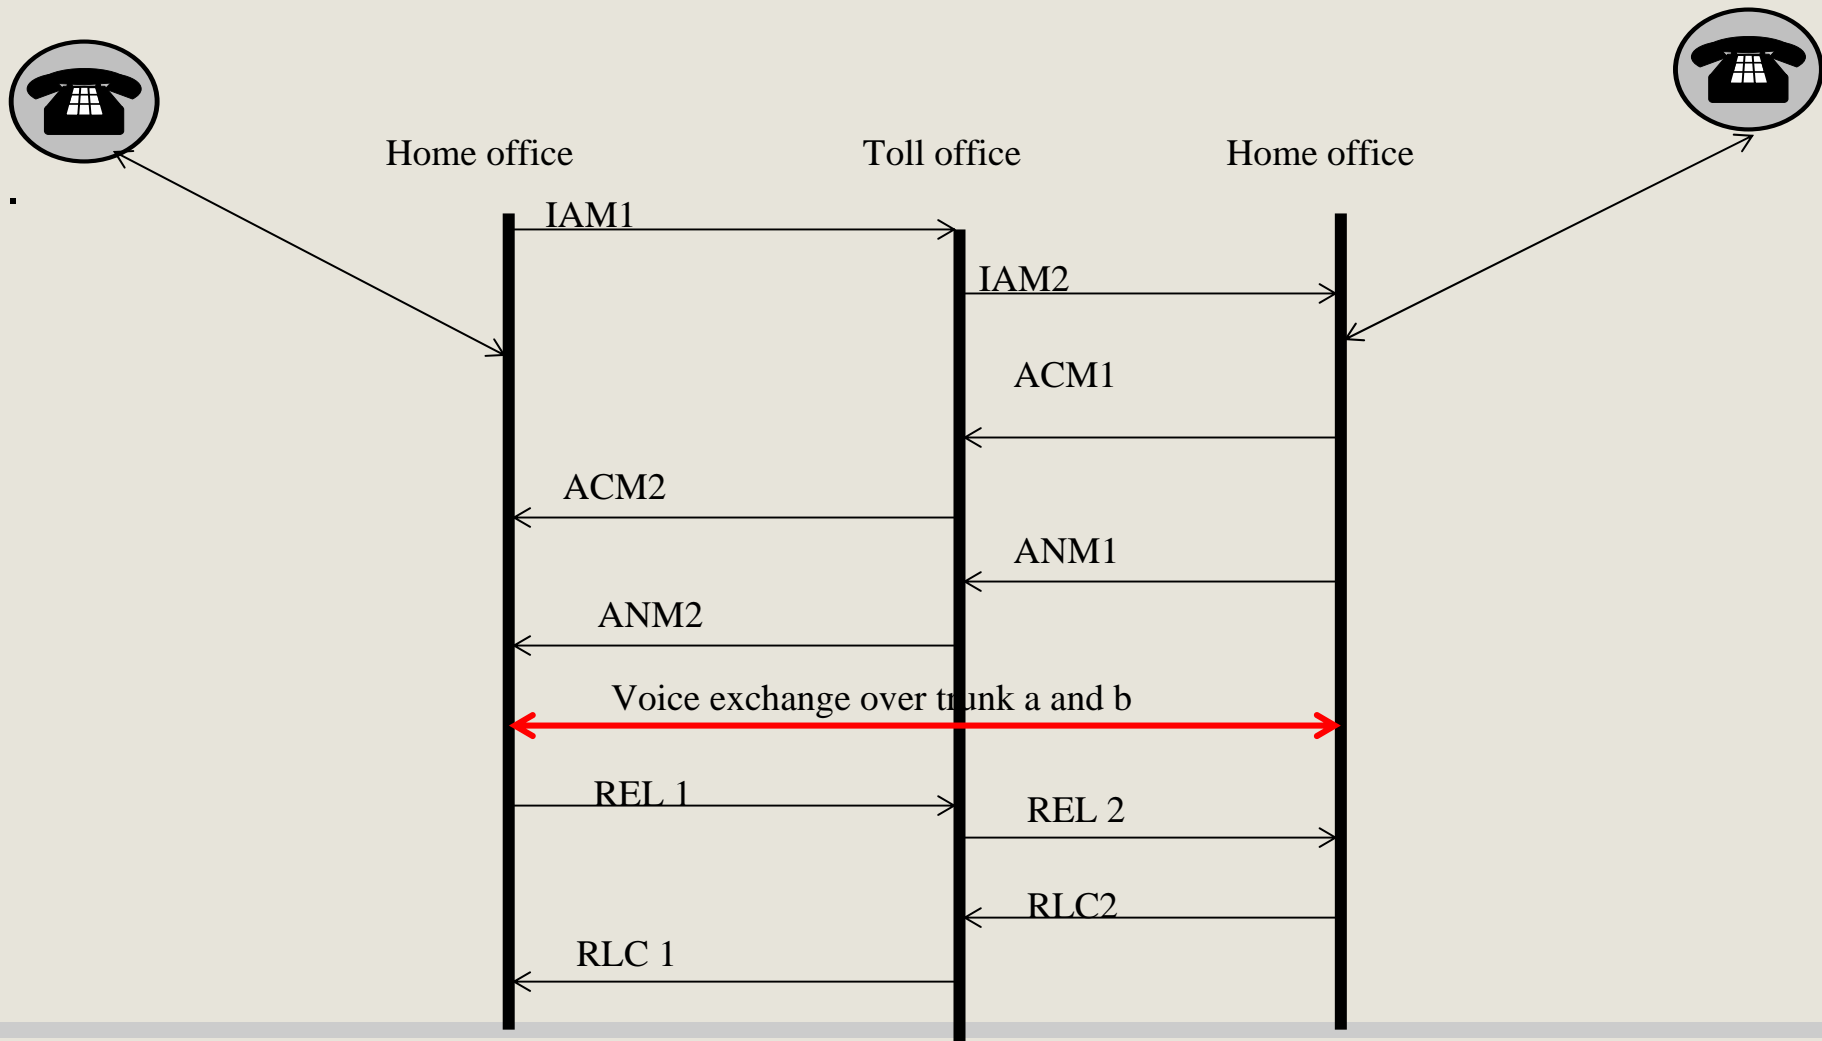 Home office
Toll office
Home office
IAM1
IAM2
ACM1
ACM2
ANM1
ANM2
Voice exchange over trunk a and b
REL 1
REL 2
RLC2
RLC 1